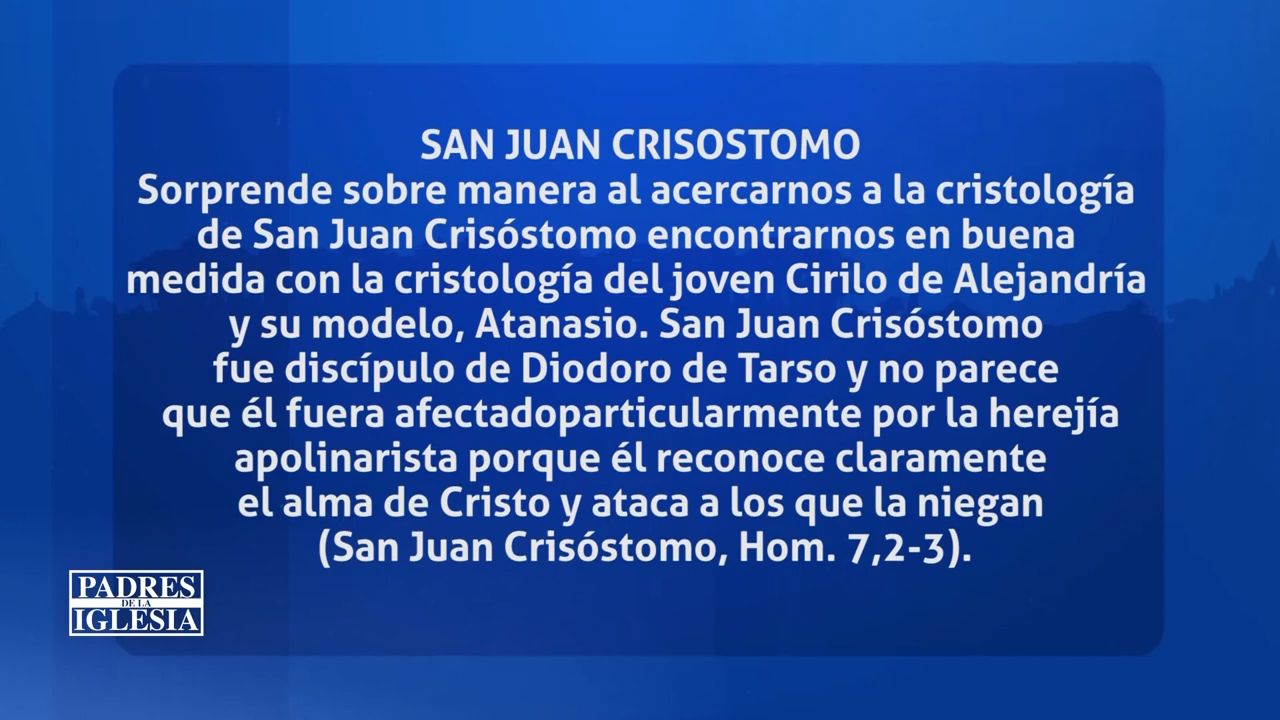 SAN JUAN CRISOSTOMO
Sorprende sobre manera al acercarnos a la cristología
de San Juan Crisóstomo encontrarnos en buena
medida con la cristología del joven Cirilo de Alejandría
y su modelo, Atanasio. San Juan Crisóstomo
fue discípulo de Diodoro de Tarso y no parece
que él fuera afectadoparticularmente por la herejía
apolinarista porque él reconoce claramente
el alma de Cristo y ataca a los que la niegan
(San Juan Crisóstomo, Hom. 7,2-3).
PADRES
DE LA
IGLESIA